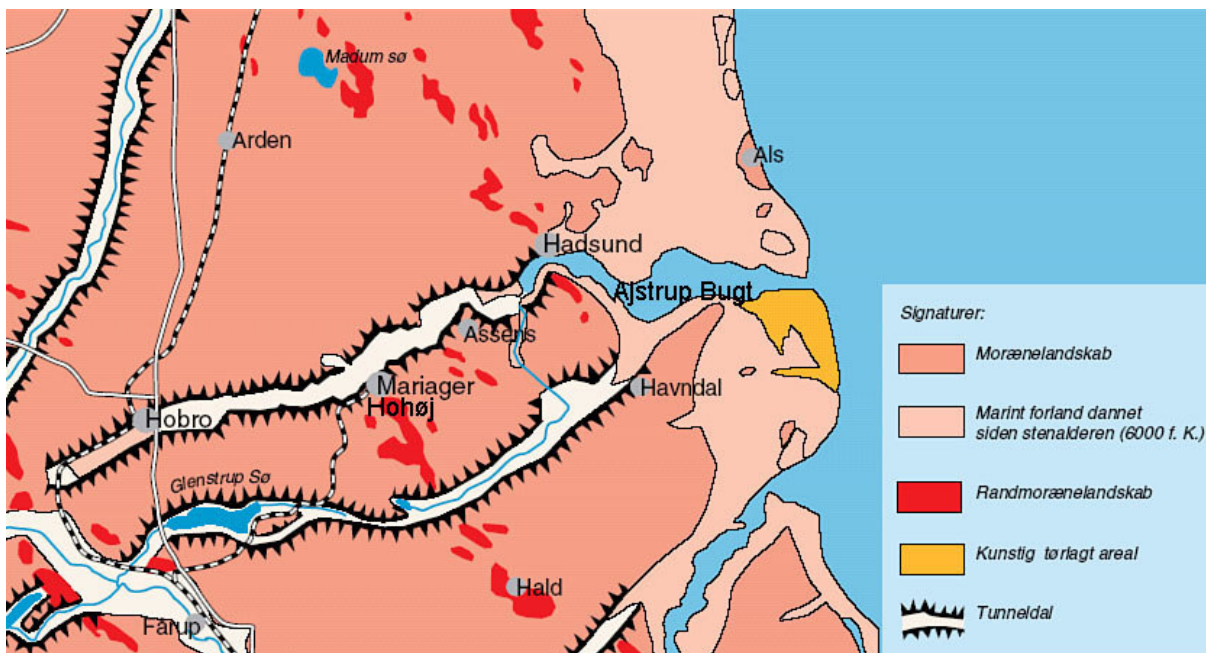 Madum sø
Arden
Als
Hadsund
Ajstrup Bugt
Assens
Mariager
Hohøj
Havndal
Hobro
Glenstrup Sø
Hald
Fårup
Signaturer:
Morænelandskab
Marint forland dannet
siden stenalderen (6000 f. K.)
Randmorænelandskab
Kunstig tørlagt areal
Tunneldal